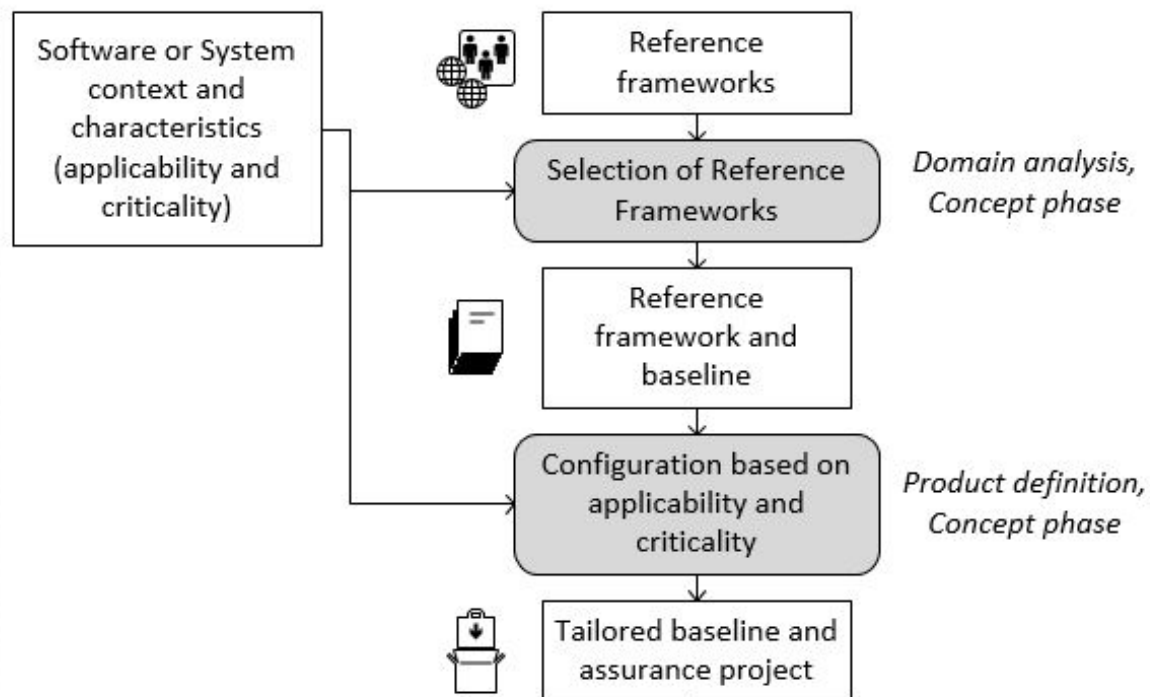 Software or System
context and
characteristics
(applicability and
criticality)
Reference
frameworks
Selection of Reference
Frameworks
Domain analysis,
Concept phase
Reference
framework and
baseline
Configuration based on
applicability and
criticality
Product definition,
Concept phase
Tailored baseline and
assurance project